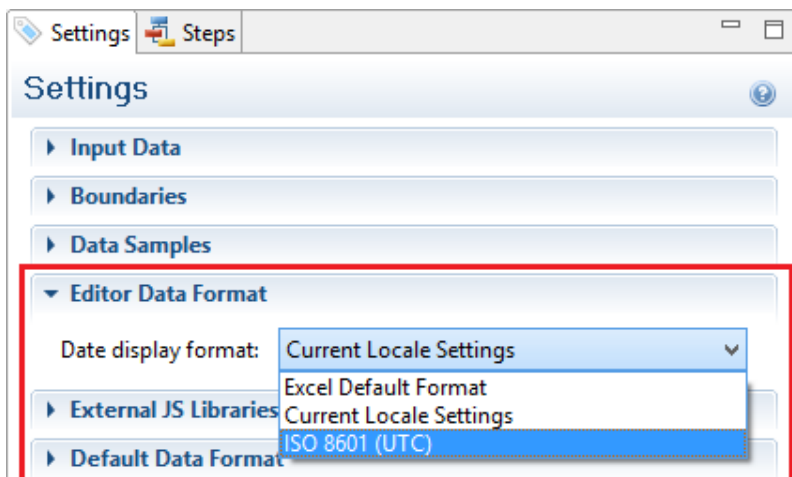 Settings Steps
Settings
Input Data
Boundaries
Data Samples
Editor Data Format
Date display format: Current Locale Settings
Excel Default Format
External JS Libraries Current Locale Settings
ISO 8601 (UTC)
Default Data Format